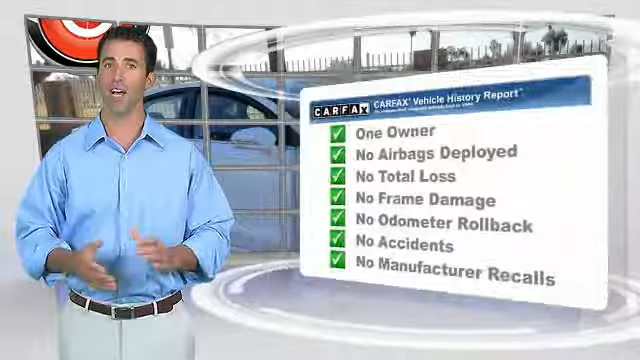 CARFAX CARFAX Vehicle History Report™
One Owner
No Airbags Deployed
No Total Loss
No Frame Damage
No Odometer Rollback
No Accidents
No Manufacturer Recalls